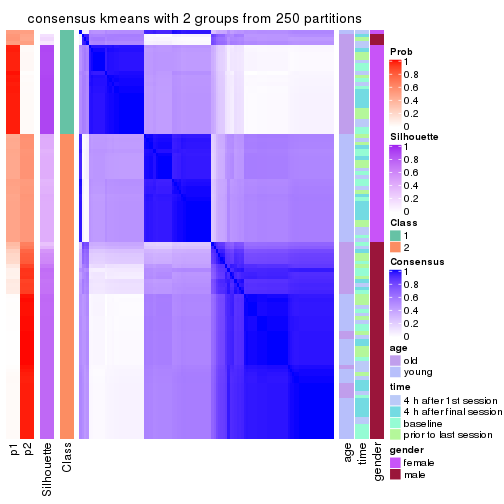 consensus kmeans with 2 groups from 250 partitions
Prob
1
0.8
0.6
0.4
0.2
0
Silhouette
1
0.8
0.6
0.4
0.2
0
Class
1
2
Consensus
1
0.8
0.6
0.4
0.2
0
age
old
young
time
4 h after 1st session
4 h after final session
baseline
prior to last session
gender
female
male
p1
p2
Silhouette
Class
age
time
gender